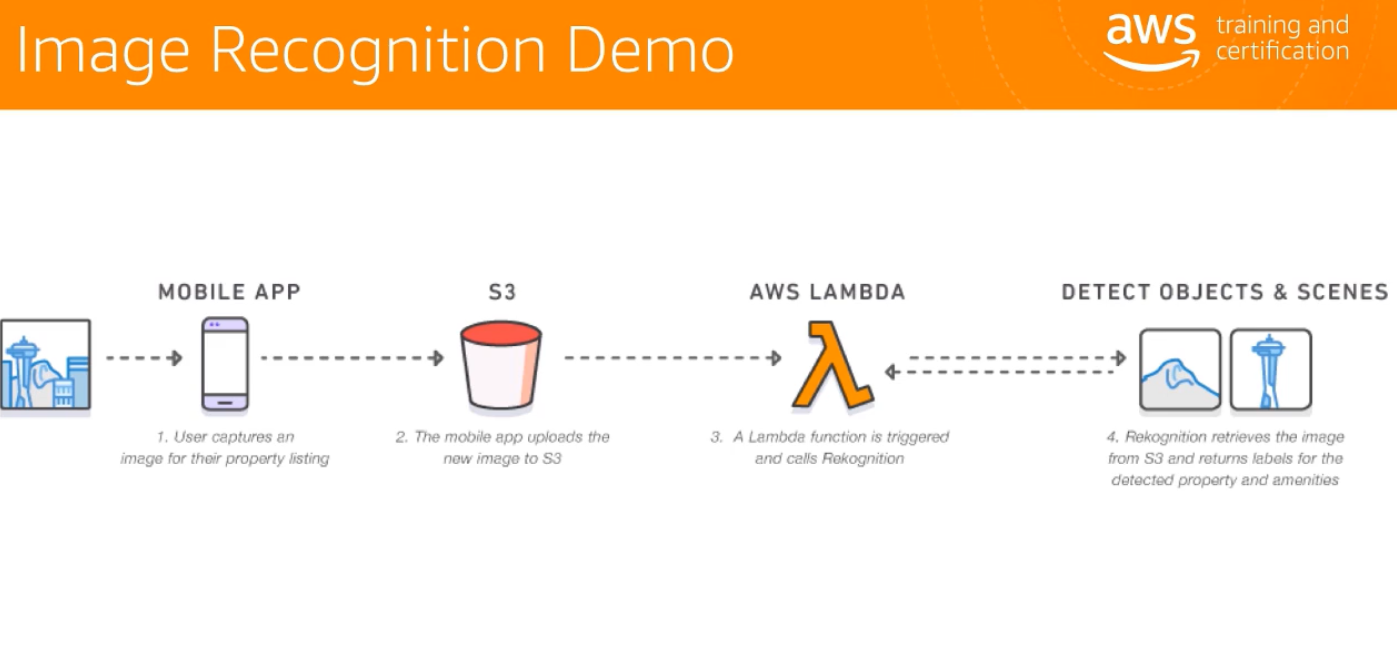 Image Recognition Demo
aws training and
certification
MOBILE APP
S3
AWS LAMBDA
DETECT OBJECTS & SCENES
1. User captures an
image for their property listing
2. The mobile app uploads the
new image to S3
3. A Lambda function is triggered
and calls Rekognition
4. Rekognition retrieves the image
from S3 and returns labels for the
detected property and amenities